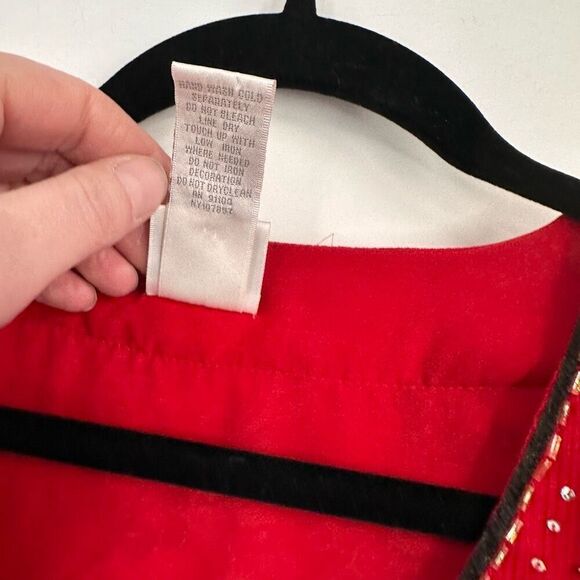 HAND WASH COLD
SEPARATELY
DO NOT BLEACH
LINE DRY
TOUCH UP WITH
LOW IRON
WHERE NEEDED
DO NOT IRON
DECORATION
DO NOT DRYCLEAN
RN 91104
NY107897